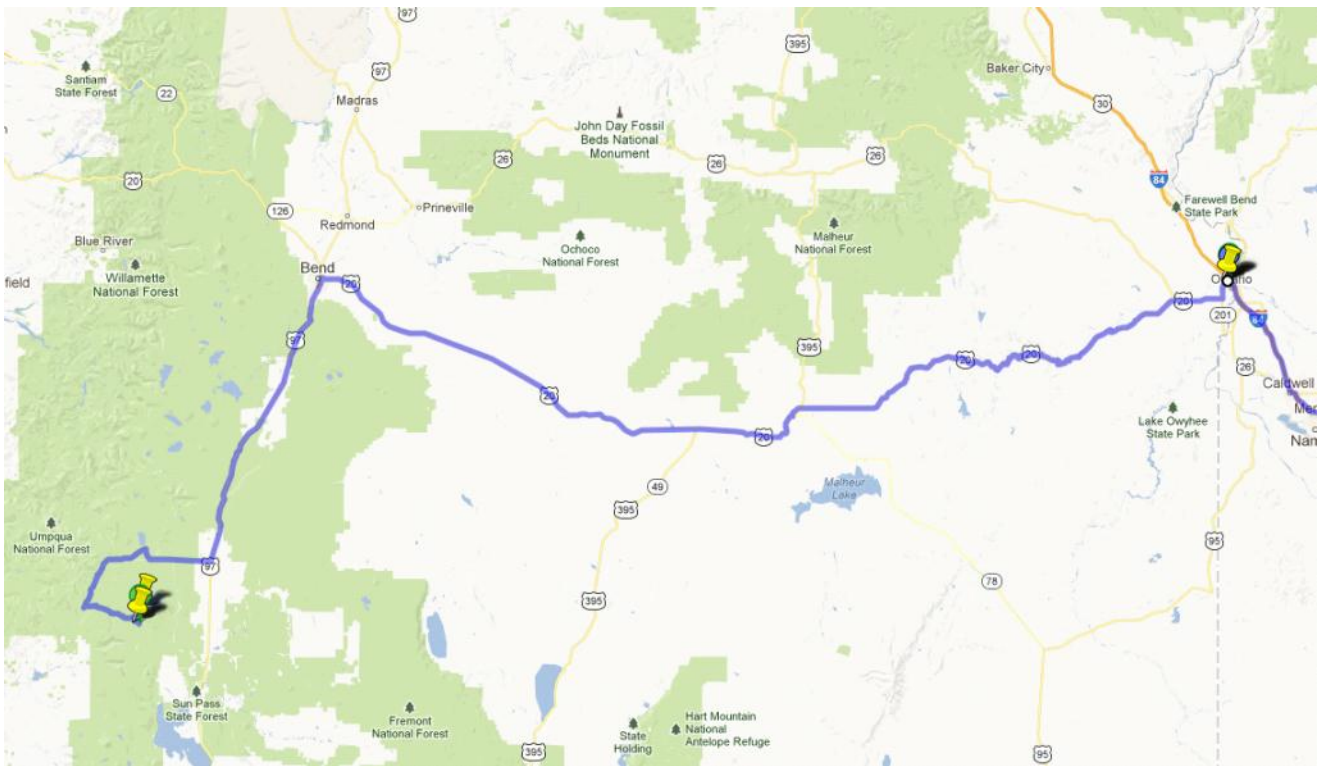 97
395
Santiam
State Forest
22
Baker City
30
97
Madras
John Day Fossil
Beds National
Monument
26
26
26
84
20
126
Redmond
Prineville
Farewell Bend
State Park
Blue River
Willamette
National Forest
Ochoco
National Forest
Malheur
National Forest
field
Bend
20
97
20
201
84
395
20
20
26
Caldwell
20
Lake Owyhee
State Park
Nam
20
49
395
Malheur
Lake
Umpqua
National Forest
97
95
78
395
Sun Pass
State Forest
Fremont
National Forest
State
Holding
Hart Mountain
National
Antelope Refuge
395
95